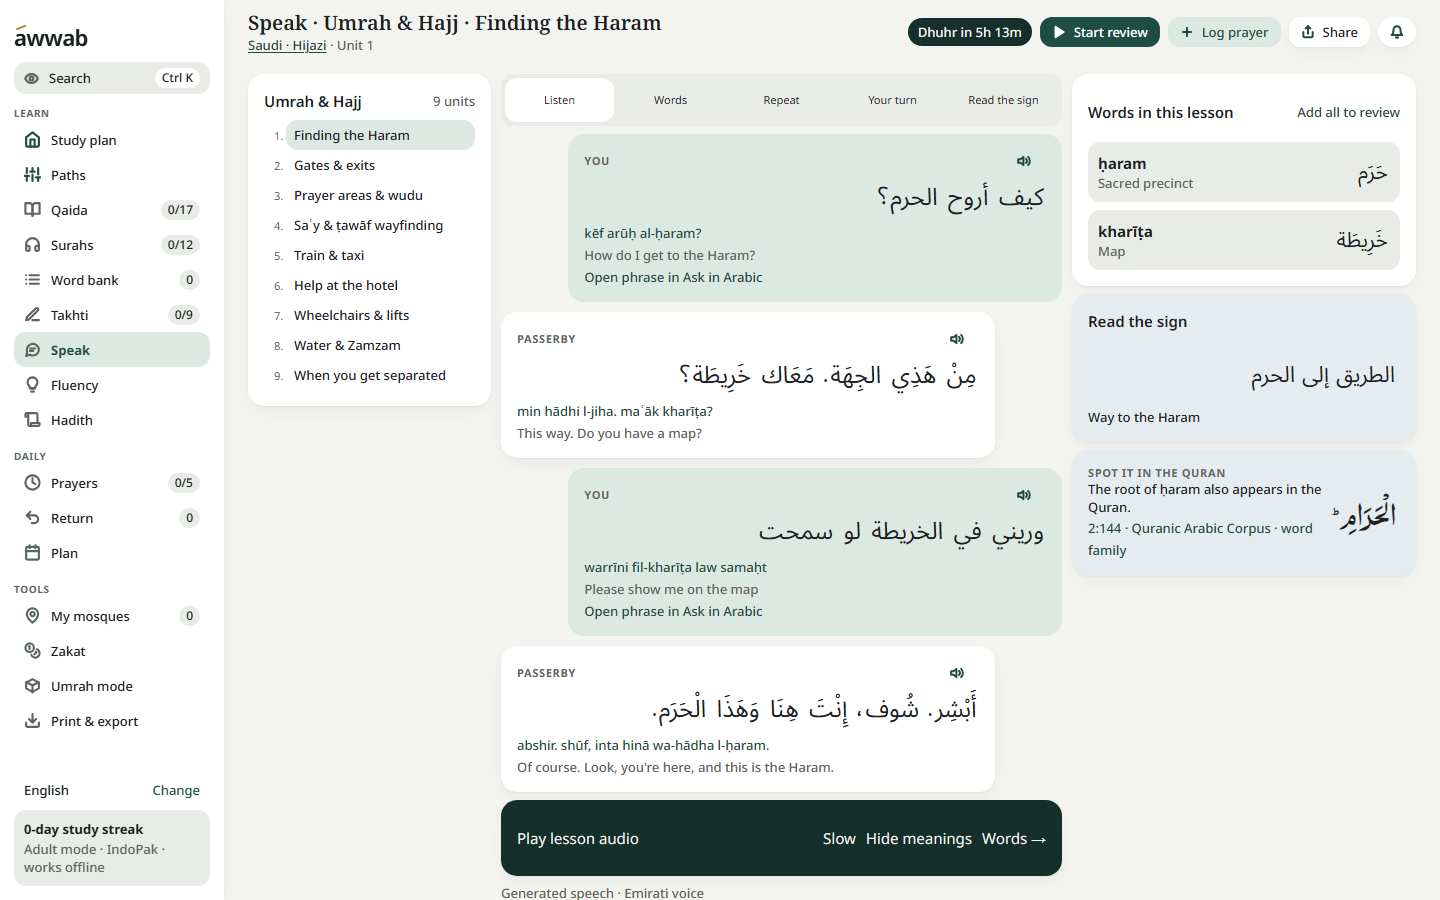 awwab
Search Ctrl K
LEARN
Study plan
Paths
Qaida 0/17
Surahs 0/12
Word bank 0
Takhti 0/9
Speak
Fluency
Hadith
DAILY
Prayers 0/5
Return 0
Plan
TOOLS
My mosques 0
Zakat
Umrah mode
Print & export
English Change
0-day study streak
Adult mode · IndoPak ·
works offline
Speak · Umrah & Hajj · Finding the Haram
Saudi · Hijazi · Unit 1
Dhuhr in 5h 13m
Start review
Log prayer
Share
Umrah & Hajj 9 units
1. Finding the Haram
2. Gates & exits
3. Prayer areas & wudu
4. Saʿy & ṭawāf wayfinding
5. Train & taxi
6. Help at the hotel
7. Wheelchairs & lifts
8. Water & Zamzam
9. When you get separated
Listen Words Repeat Your turn Read the sign
YOU
كيف أروح الحرم؟
kēf arūḥ al-ḥaram?
How do I get to the Haram?
Open phrase in Ask in Arabic
PASSERBY
مِنْ هَذِي الجِهَة. مَعَاك خَرِيطَة؟
min hādhi l-jiha. maʿāk kharīṭa?
This way. Do you have a map?
YOU
وريني في الخريطة لو سمحت
warrīni fil-kharīṭa law samaḥt
Please show me on the map
Open phrase in Ask in Arabic
PASSERBY
أَبْشِر. شُوف، إِنْتَ هِنَا وَهَذَا الْحَرَم.
abshir. shūf, inta hinā wa-hādha l-ḥaram.
Of course. Look, you're here, and this is the Haram.
Play lesson audio Slow Hide meanings Words →
Generated speech · Emirati voice
Words in this lesson Add all to review
ḥaram حَرَم
Sacred precinct
kharīṭa خَرِيطَة
Map
Read the sign
الطريق إلى الحرم
Way to the Haram
SPOT IT IN THE QURAN
The root of ḥaram also appears in the
Quran.
2:144 · Quranic Arabic Corpus · word
family
الْحَرَامِ ؕ